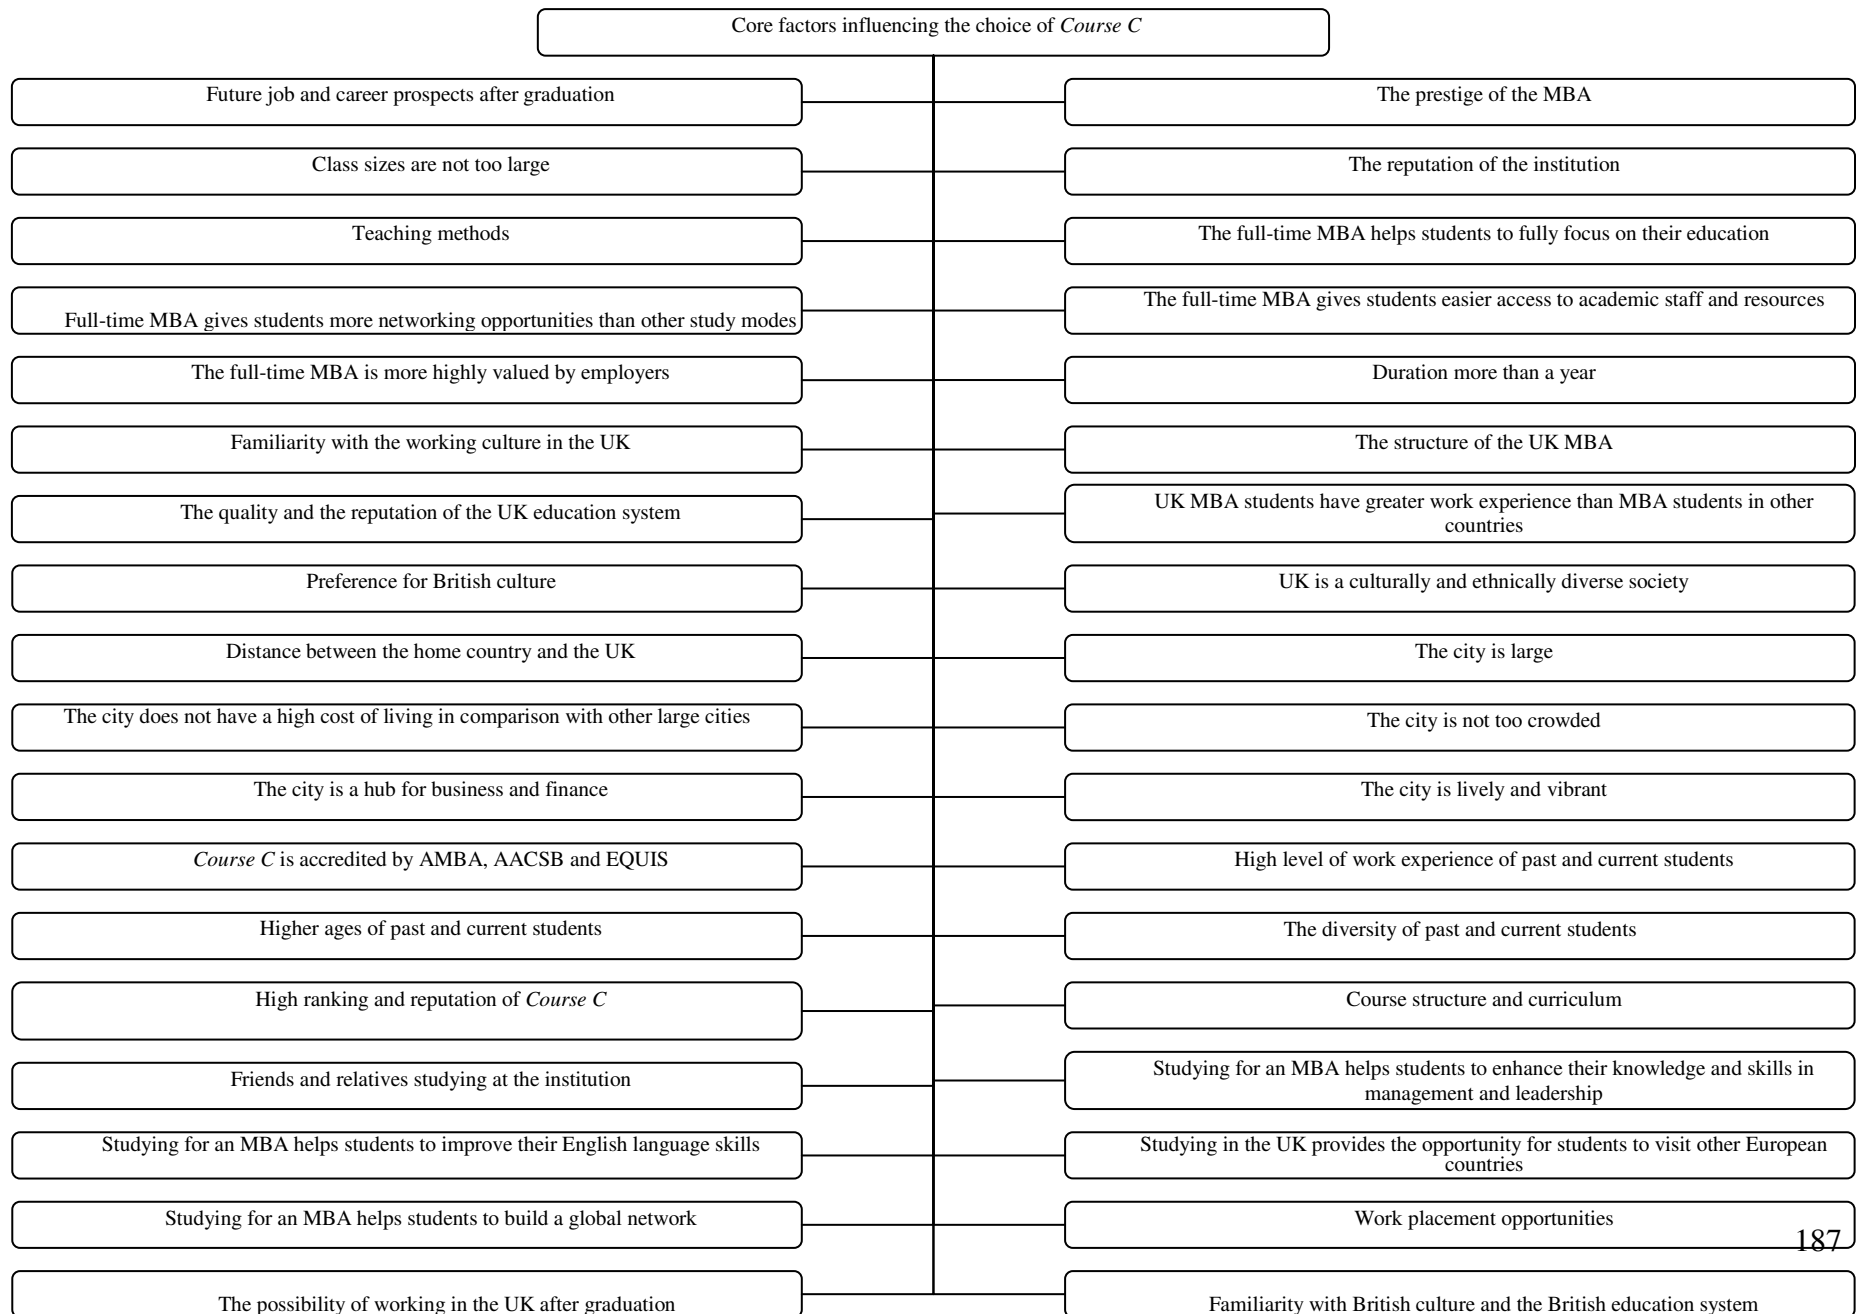 Core factors influencing the choice of Course C
Future job and career prospects after graduation
The prestige of the MBA
Class sizes are not too large
The reputation of the institution
Teaching methods
The full-time MBA helps students to fully focus on their education
Full-time MBA gives students more networking opportunities than other study modes
The full-time MBA gives students easier access to academic staff and resources
The full-time MBA is more highly valued by employers
Duration more than a year
Familiarity with the working culture in the UK
The structure of the UK MBA
The quality and the reputation of the UK education system
UK MBA students have greater work experience than MBA students in other
countries
Preference for British culture
UK is a culturally and ethnically diverse society
Distance between the home country and the UK
The city is large
The city does not have a high cost of living in comparison with other large cities
The city is not too crowded
The city is a hub for business and finance
The city is lively and vibrant
Course C is accredited by AMBA, AACSB and EQUIS
High level of work experience of past and current students
Higher ages of past and current students
The diversity of past and current students
High ranking and reputation of Course C
Course structure and curriculum
Friends and relatives studying at the institution
Studying for an MBA helps students to enhance their knowledge and skills in
management and leadership
Studying for an MBA helps students to improve their English language skills
Studying in the UK provides the opportunity for students to visit other European
countries
Studying for an MBA helps students to build a global network
Work placement opportunities
187
The possibility of working in the UK after graduation
Familiarity with British culture and the British education system